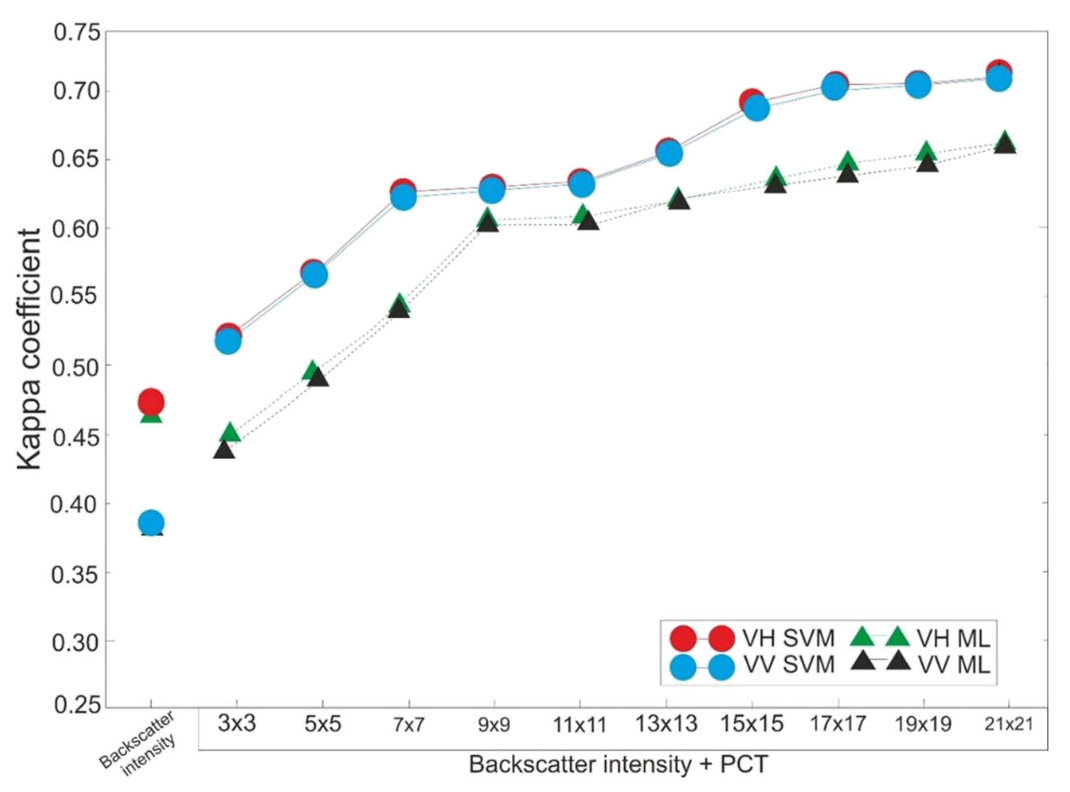 Kappa coefficient
0.75
0.70
0.65
0.60
0.55
0.50
0.45
0.40
0.35
0.30
0.25
VH SVM
VH ML
VV SVM
VV ML
Backscatter
intensity
3x3
5x5
7x7
9x9
11x11
13x13
15x15
17x17
19x19
21x21
Backscatter intensity + PCT